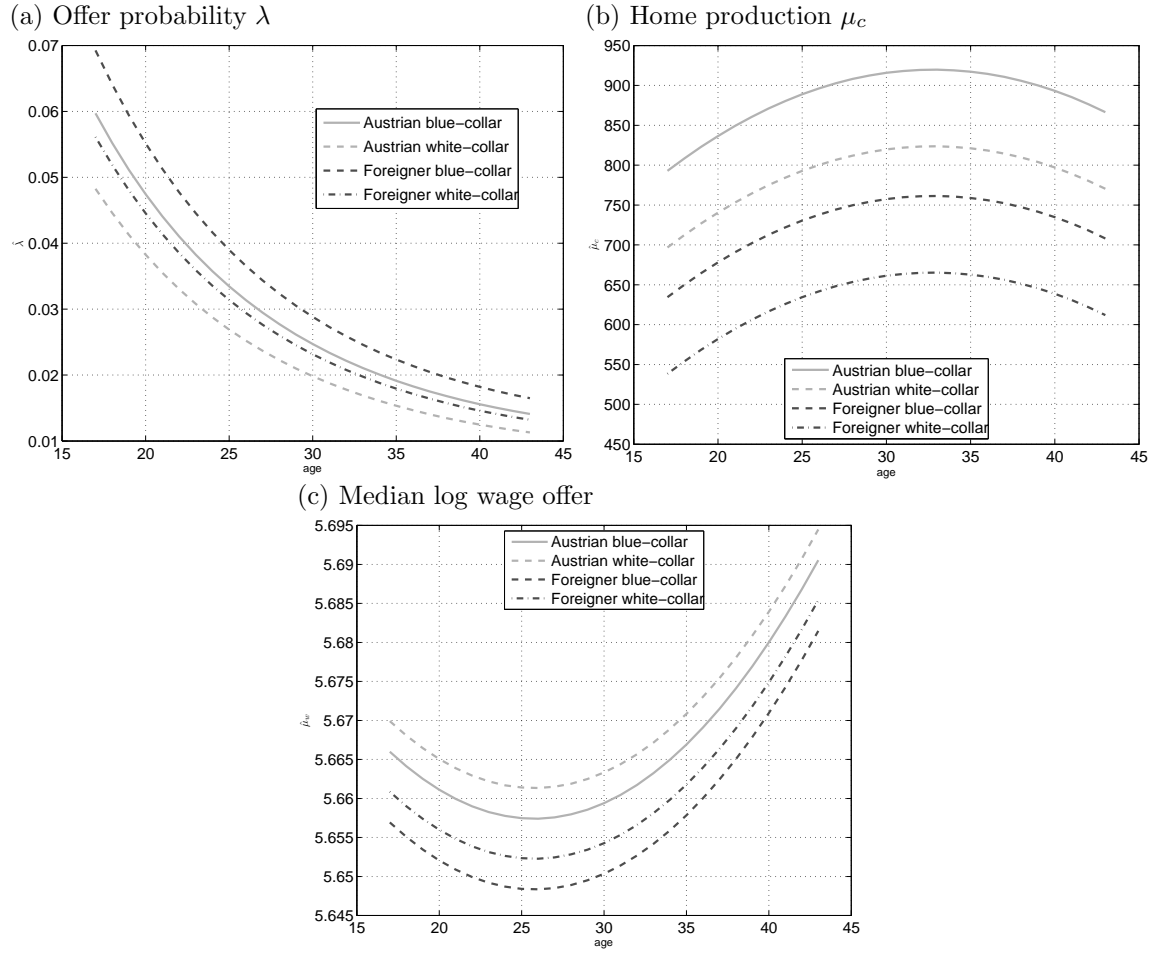 (a) Offer probability λ
0.07
0.06
0.05
0.04
0.03
0.02
0.01
λ̂
15 20 25 30 35 40 45
age
Austrian blue−collar
Austrian white−collar
Foreigner blue−collar
Foreigner white−collar
(b) Home production μc
950
900
850
800
750
700
650
600
550
500
450
μ̂c
15 20 25 30 35 40 45
age
Austrian blue−collar
Austrian white−collar
Foreigner blue−collar
Foreigner white−collar
(c) Median log wage offer
5.695
5.69
5.685
5.68
5.675
5.67
5.665
5.66
5.655
5.65
5.645
μ̂w
15 20 25 30 35 40 45
age
Austrian blue−collar
Austrian white−collar
Foreigner blue−collar
Foreigner white−collar